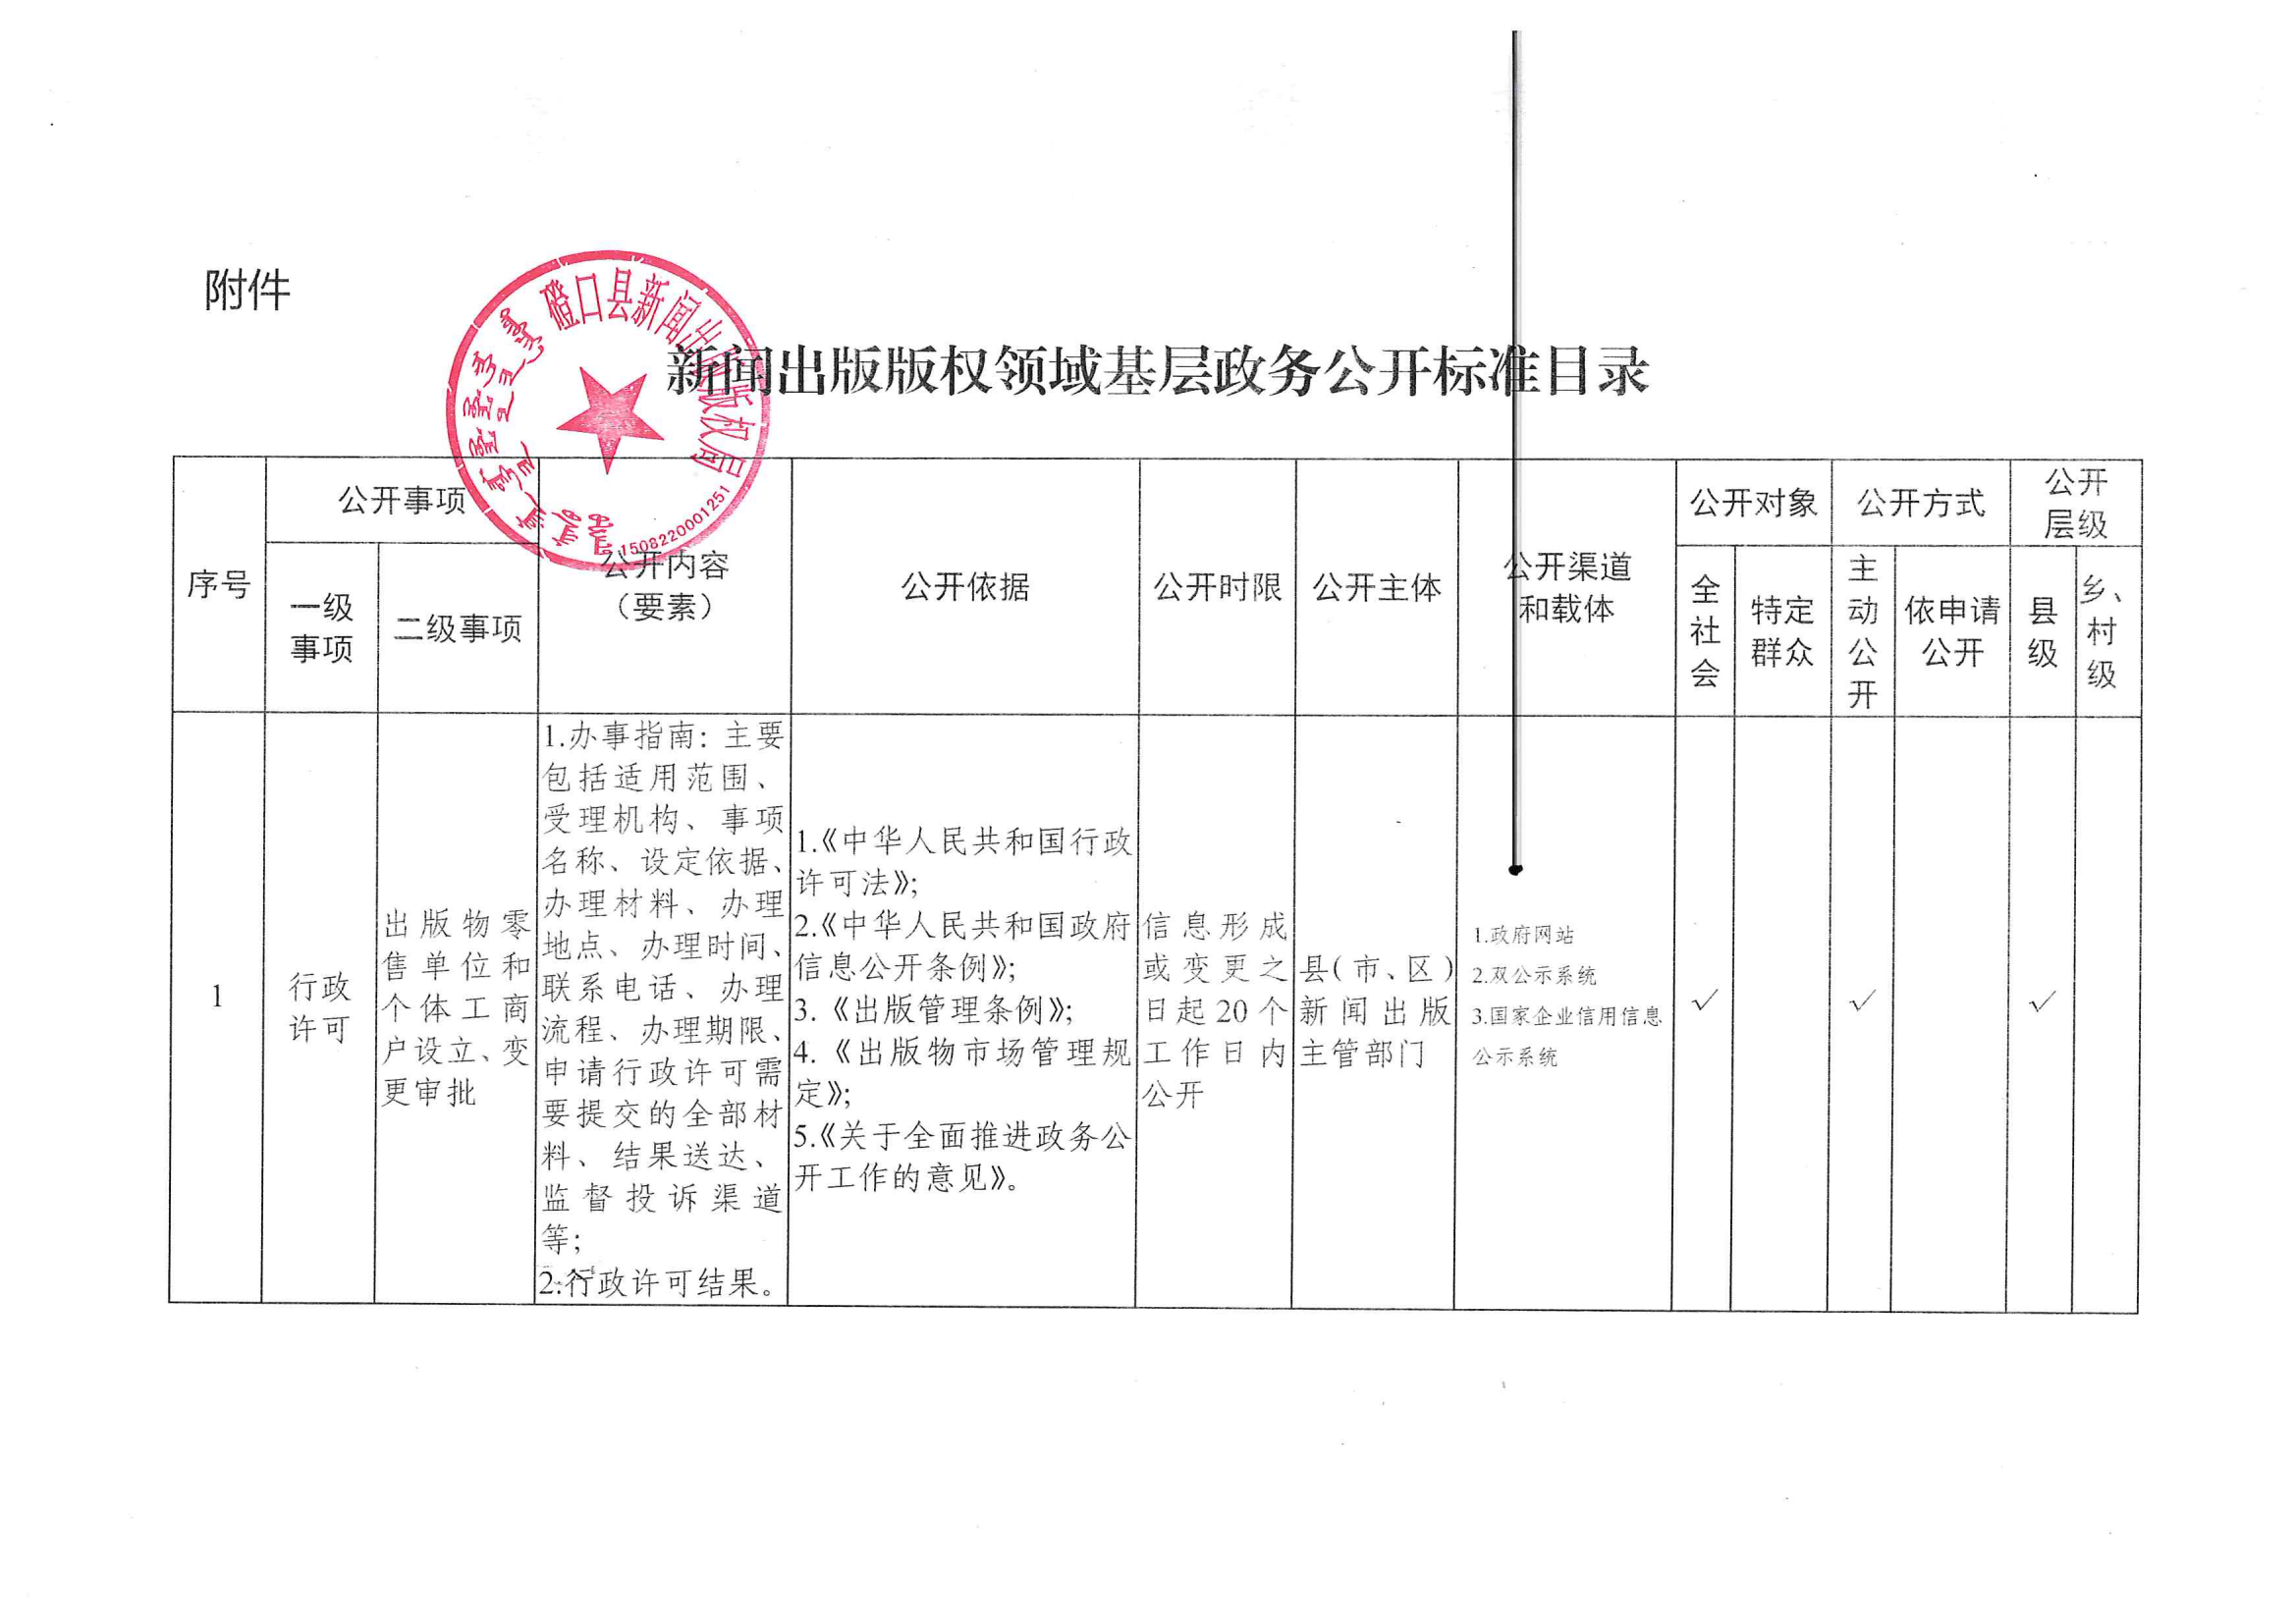 附件
磴口县新闻出版版权局
1508220001251
新闻出版版权领域基层政务公开标准目录
序号
公开事项
一级
事项
二级事项
公开内容
（要素）
公开依据
公开时限
公开主体
公开渠道
和载体
公开对象
全
社
会
特定
群众
公开方式
主
动
公
开
依申请
公开
公开
层级
县
级
乡、
村
级
1
行政
许可
出版物零
售单位和
个体工商
户设立、变
更审批
1.办事指南：主要
包括适用范围、
受理机构、事项
名称、设定依据、
办理材料、办理
地点、办理时间、
联系电话、办理
流程、办理期限、
申请行政许可需
要提交的全部材
料、结果送达、
监督投诉渠道
等；
2.行政许可结果。
1.《中华人民共和国行政
许可法》；
2.《中华人民共和国政府
信息公开条例》；
3.《出版管理条例》；
4.《出版物市场管理规
定》；
5.《关于全面推进政务公
开工作的意见》。
信息形成
或变更之
日起20个
工作日内
公开
县（市、区）
新闻出版
主管部门
1.政府网站
2.双公示系统
3.国家企业信用信息
公示系统
√
√
√